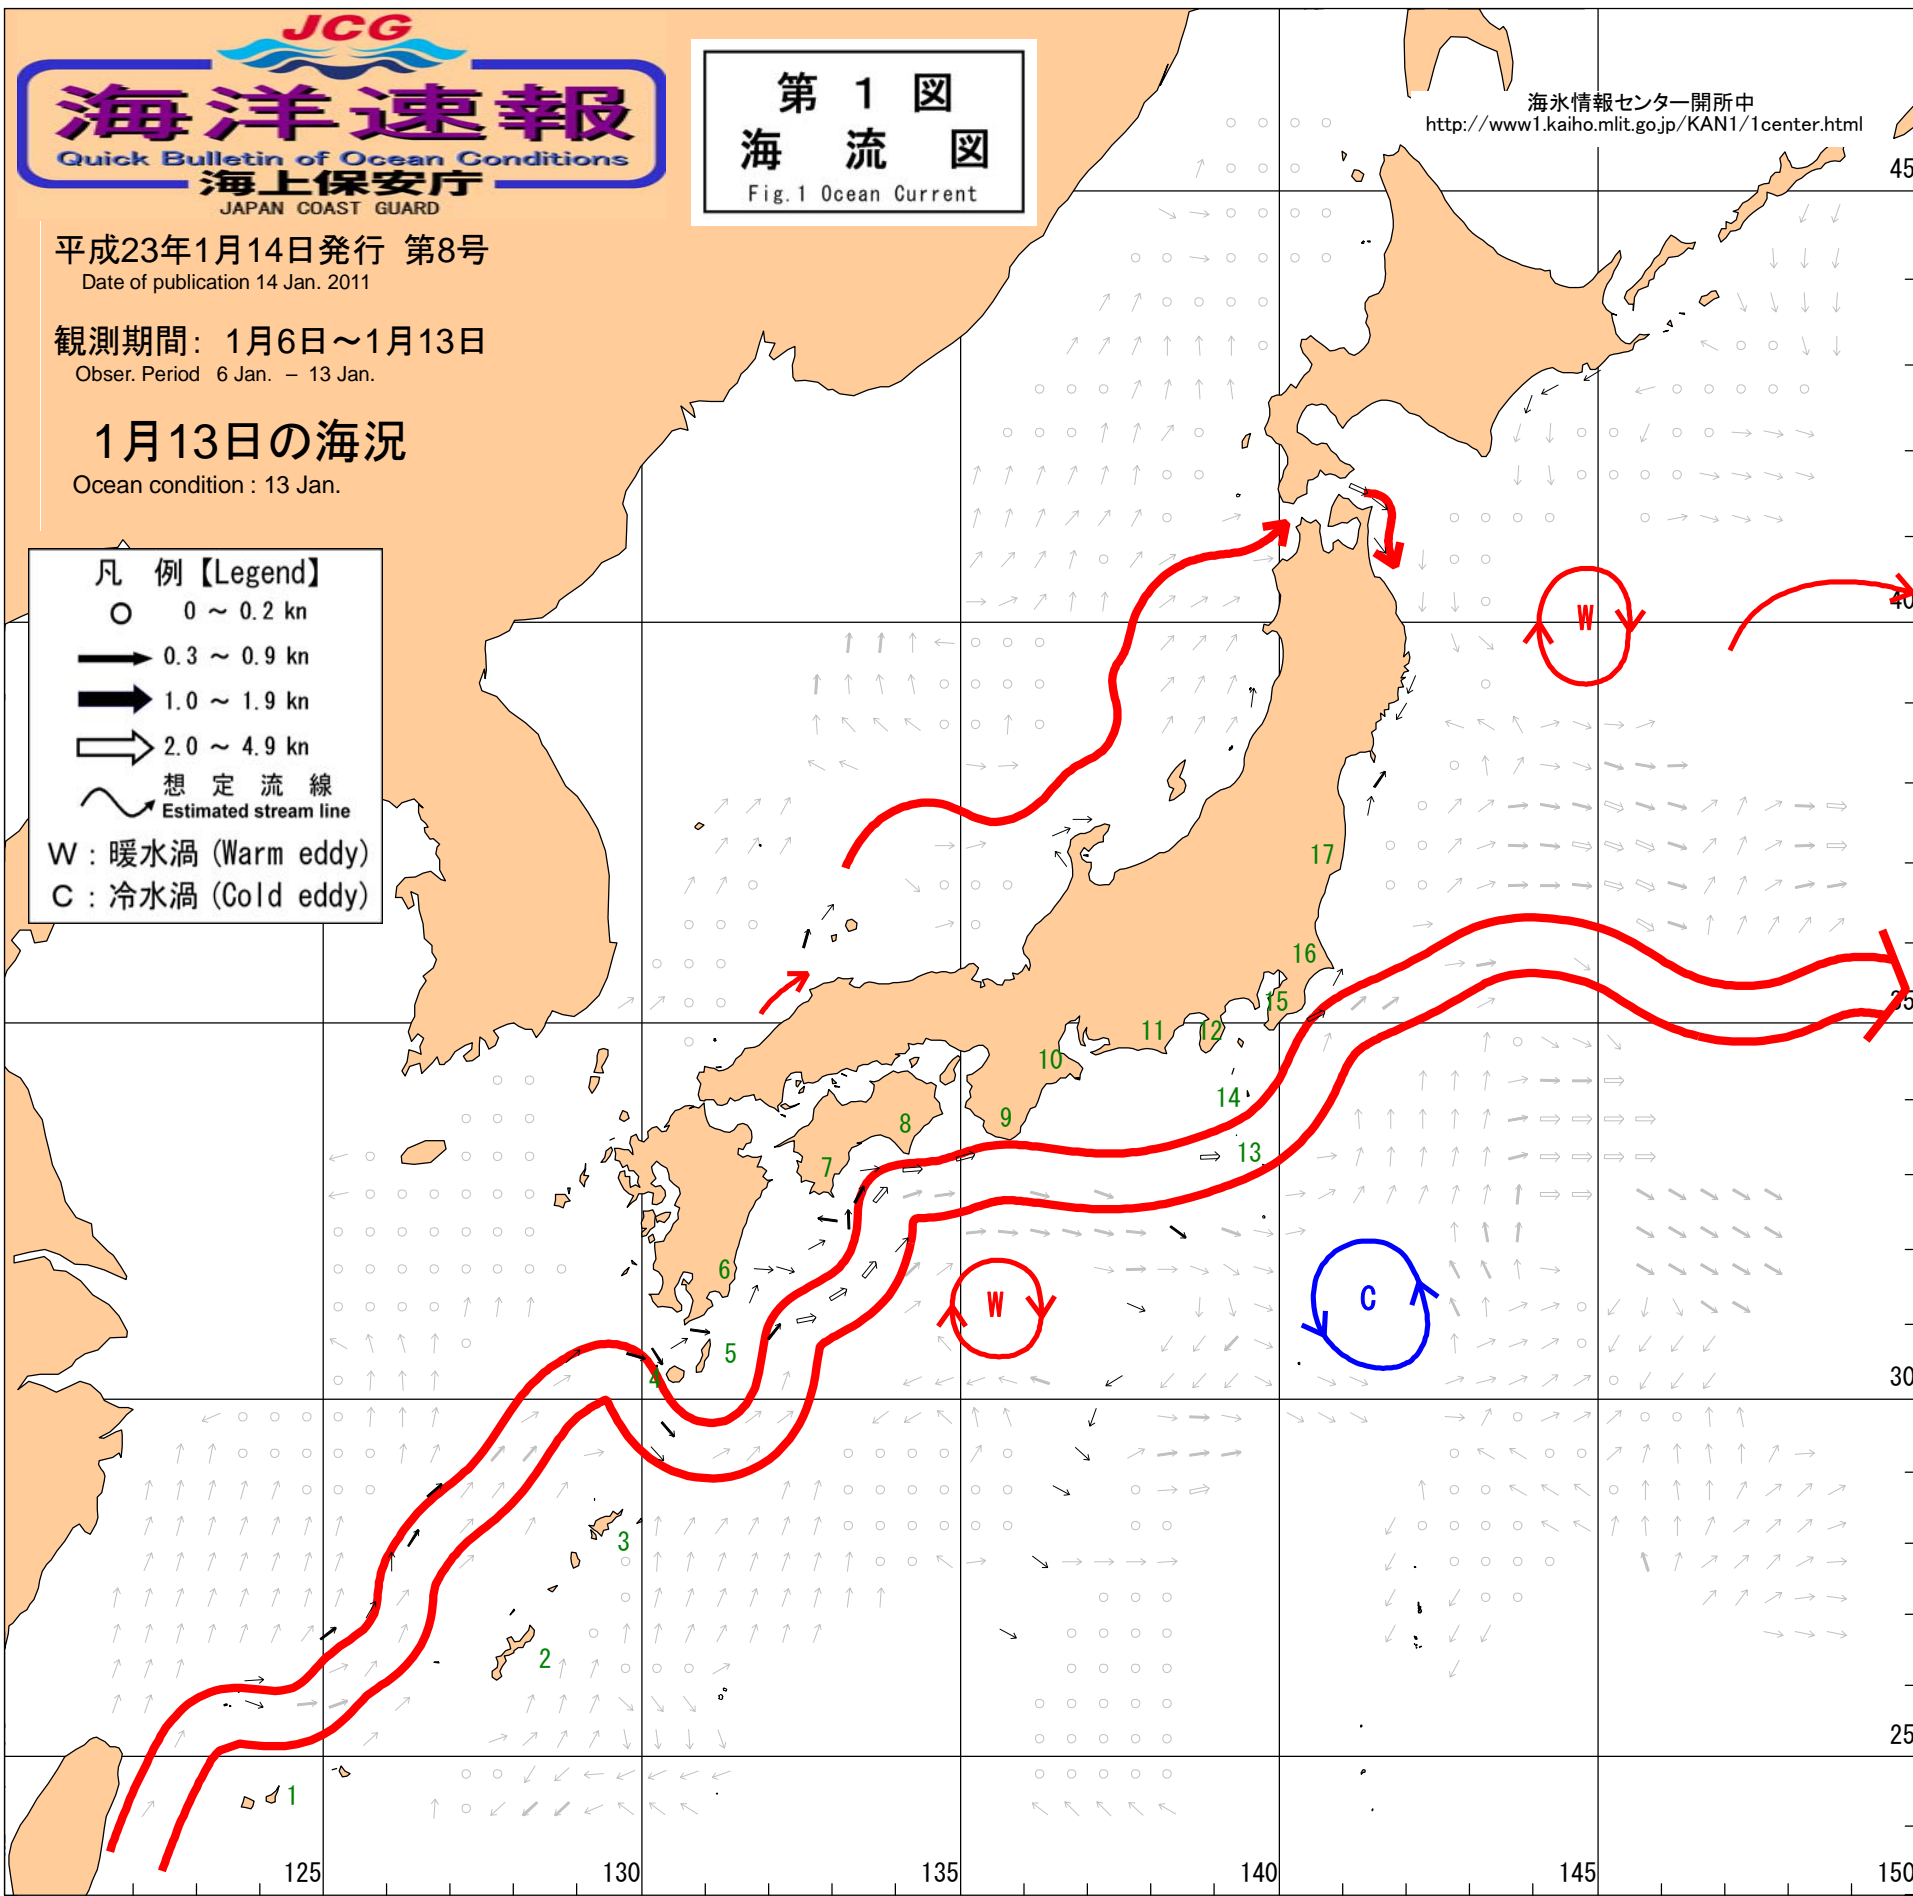 JCG
海洋速報
Quick Bulletin of Ocean Conditions
海上保安庁
JAPAN COAST GUARD
第 1 図
海 流 図
Fig.1 Ocean Current
海氷情報センター開所中
http://www1.kaiho.mlit.go.jp/KAN1/1center.html
平成23年1月14日発行 第8号
Date of publication 14 Jan. 2011
観測期間: 1月6日～1月13日
Obser. Period 6 Jan. – 13 Jan.
1月13日の海況
Ocean condition : 13 Jan.
凡 例【Legend】
0 ～ 0.2 kn
0.3 ～ 0.9 kn
1.0 ～ 1.9 kn
2.0 ～ 4.9 kn
想 定 流 線
Estimated stream line
W : 暖水渦 (Warm eddy)
C : 冷水渦 (Cold eddy)
45
40
W
17
16
35
15
12
11
10
14
9
8
13
7
6
W
C
5
4
30
3
2
25
1
125
130
135
140
145
150